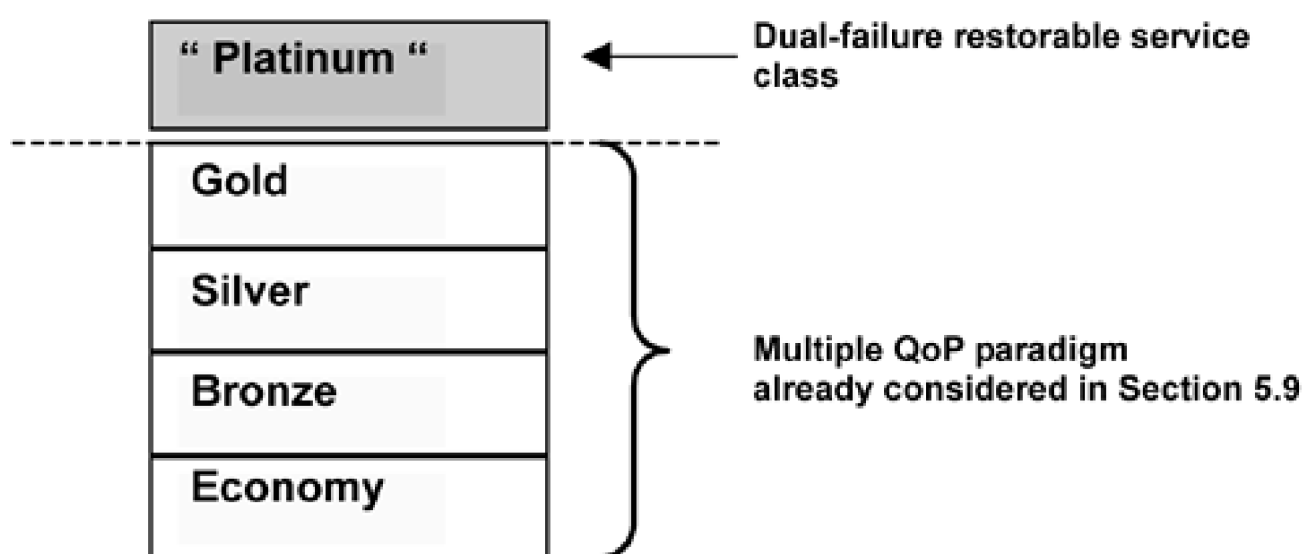 “ Platinum “
Dual-failure restorable service
class
Gold
Silver
Bronze
Economy
Multiple QoP paradigm
already considered in Section 5.9